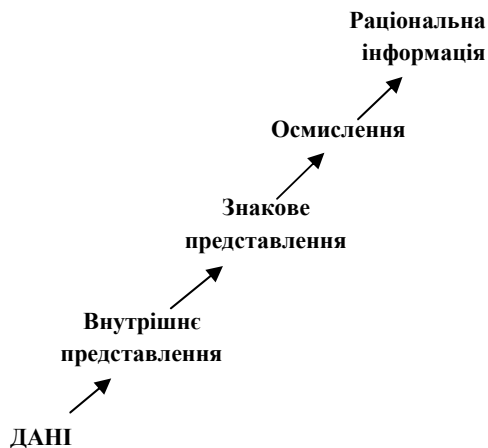 Раціональна
інформація
Осмислення
Знакове
представлення
Внутрішнє
представлення
ДАНІ